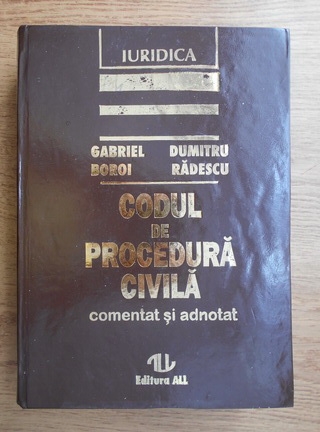 IURIDICA
GABRIEL DUMITRU
BOROI RĂDESCU
CODUL
DE
PROCEDURĂ
CIVILĂ
comentat și adnotat
Editura ALL